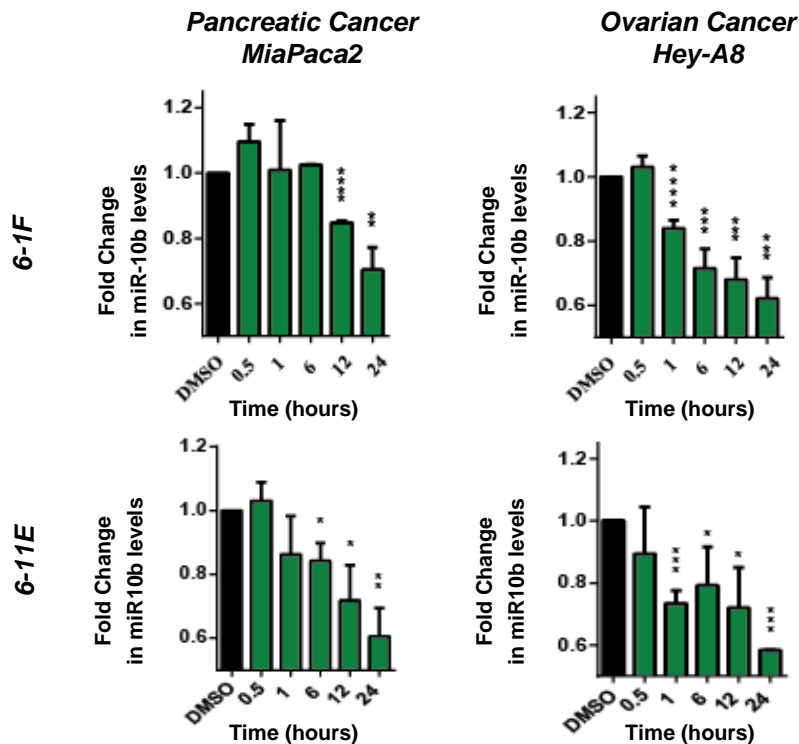 Pancreatic Cancer
MiaPaca2
Ovarian Cancer
Hey-A8
6-1F
Fold Change
in miR-10b levels
1.2
1.0
0.8
0.6
****
**
DMSO 0.5 1 6 12 24
Time (hours)
Fold Change
in miR-10b levels
1.2
1.0
0.8
0.6
****
***
***
***
DMSO 0.5 1 6 12 24
Time (hours)
6-11E
Fold Change
in miR10b levels
1.2
1.0
0.8
0.6
*
*
**
DMSO 0.5 1 6 12 24
Time (hours)
Fold Change
in miR10b levels
1.2
1.0
0.8
0.6
***
*
*
***
DMSO 0.5 1 6 12 24
Time (hours)